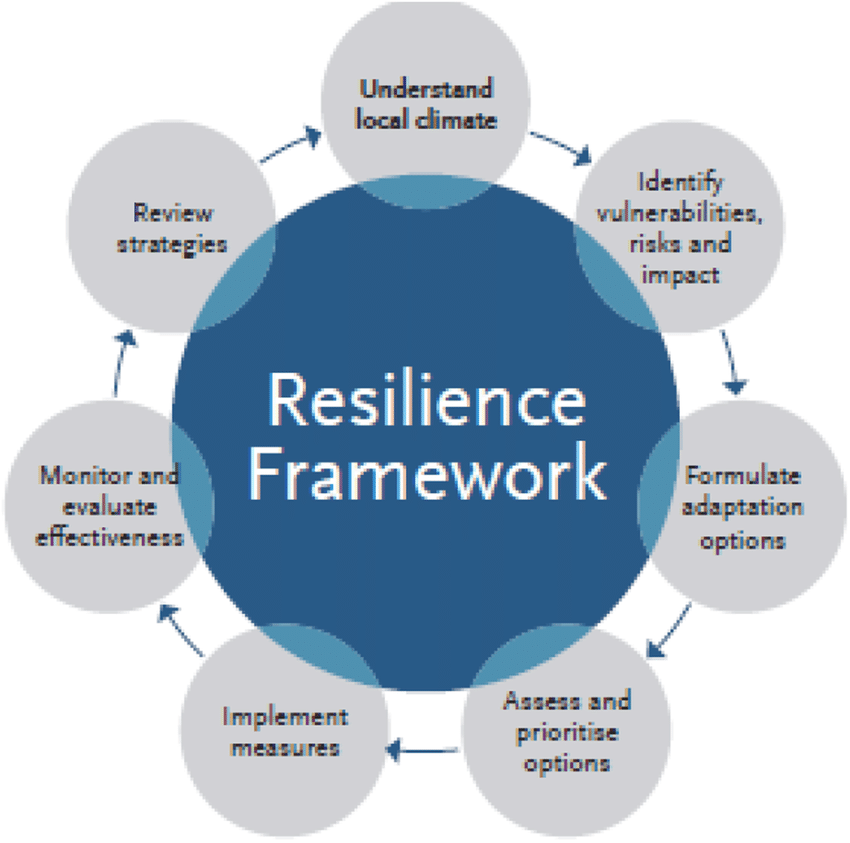 Understand
local climate
Identify
vulnerabilities,
risks and
impact
Formulate
adaptation
options
Assess and
prioritise
options
Implement
measures
Monitor and
evaluate
effectiveness
Review
strategies
Resilience
Framework